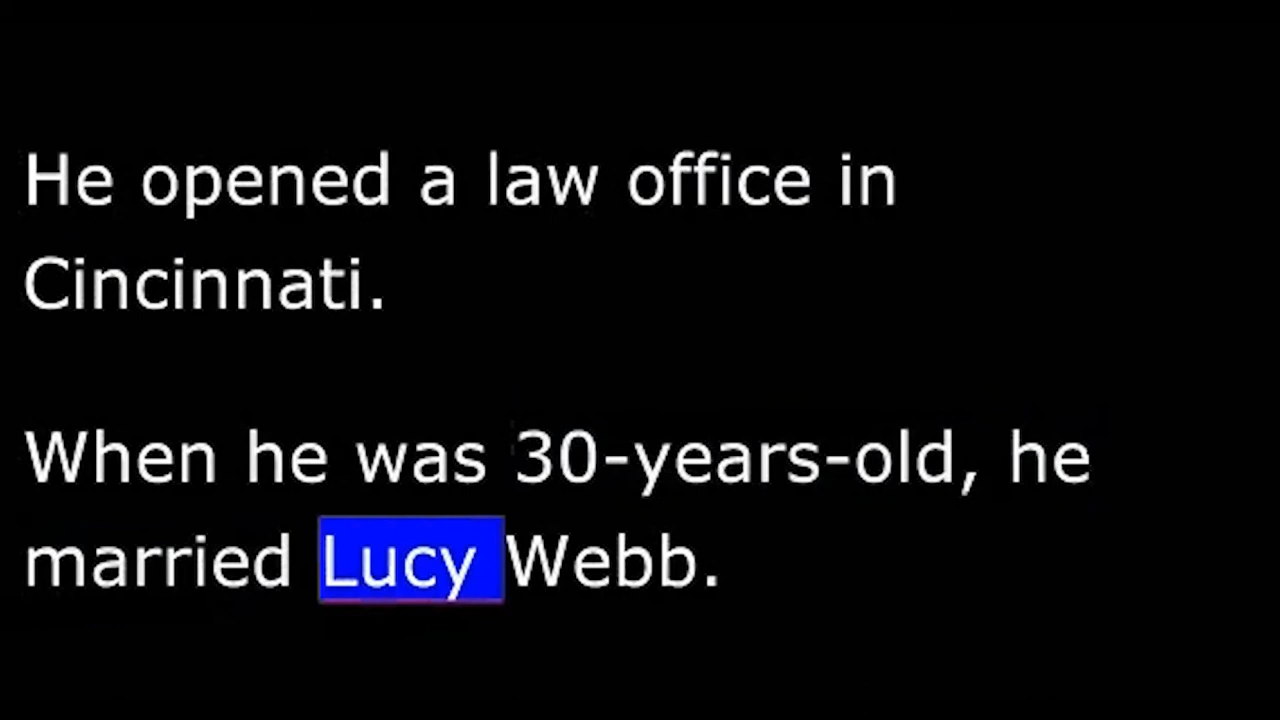 He opened a law office in
Cincinnati.
When he was 30-years-old, he
married Lucy Webb.